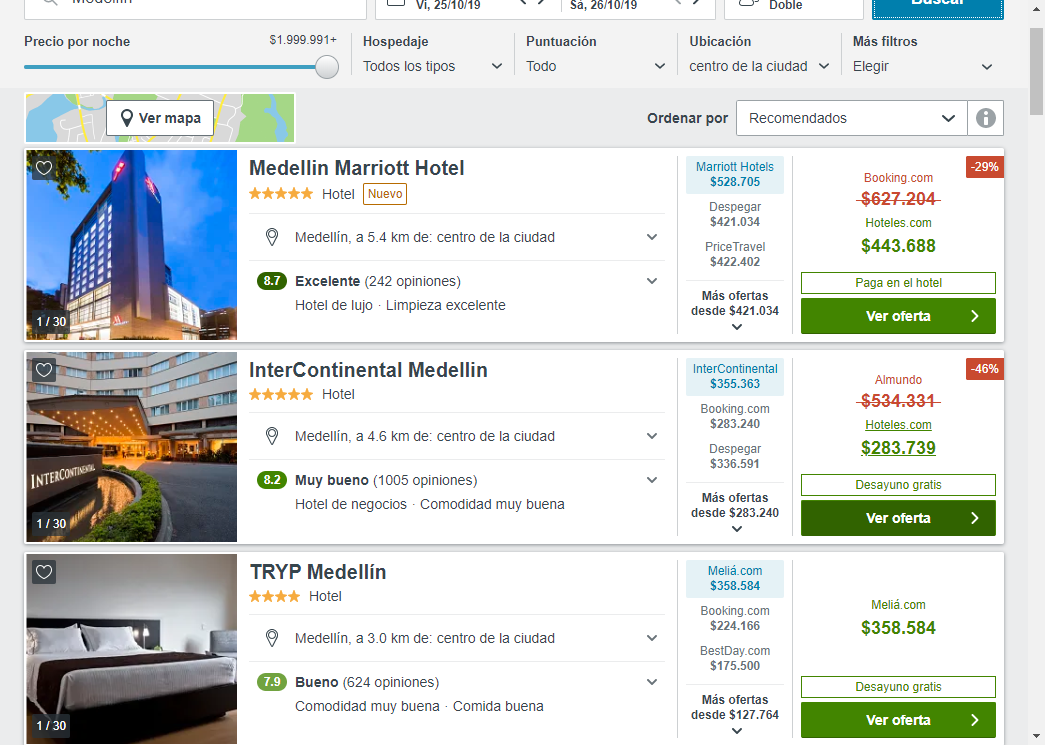 Medellín
Vi, 25/10/19
Sá, 26/10/19
Doble
Buscar
Precio por noche
$1.999.991+
Hospedaje
Todos los tipos
Puntuación
Todo
Ubicación
centro de la ciudad
Más filtros
Elegir
Ver mapa
Ordenar por
Recomendados
1 / 30
Medellin Marriott Hotel
Hotel Nuevo
Medellín, a 5.4 km de: centro de la ciudad
8.7 Excelente (242 opiniones)
Hotel de lujo · Limpieza excelente
Marriott Hotels
$528.705
Despegar
$421.034
PriceTravel
$422.402
Más ofertas
desde $421.034
-29%
Booking.com
$627.204
Hoteles.com
$443.688
Paga en el hotel
Ver oferta
INTERCONTINENTAL
1 / 30
InterContinental Medellin
Hotel
Medellín, a 4.6 km de: centro de la ciudad
8.2 Muy bueno (1005 opiniones)
Hotel de negocios · Comodidad muy buena
InterContinental
$355.363
Booking.com
$283.240
Despegar
$336.591
Más ofertas
desde $283.240
-46%
Almundo
$534.331
Hoteles.com
$283.739
Desayuno gratis
Ver oferta
1 / 30
TRYP Medellín
Hotel
Medellín, a 3.0 km de: centro de la ciudad
7.9 Bueno (624 opiniones)
Comodidad muy buena · Comida buena
Meliá.com
$358.584
Booking.com
$224.166
BestDay.com
$175.500
Más ofertas
desde $127.764
Meliá.com
$358.584
Desayuno gratis
Ver oferta